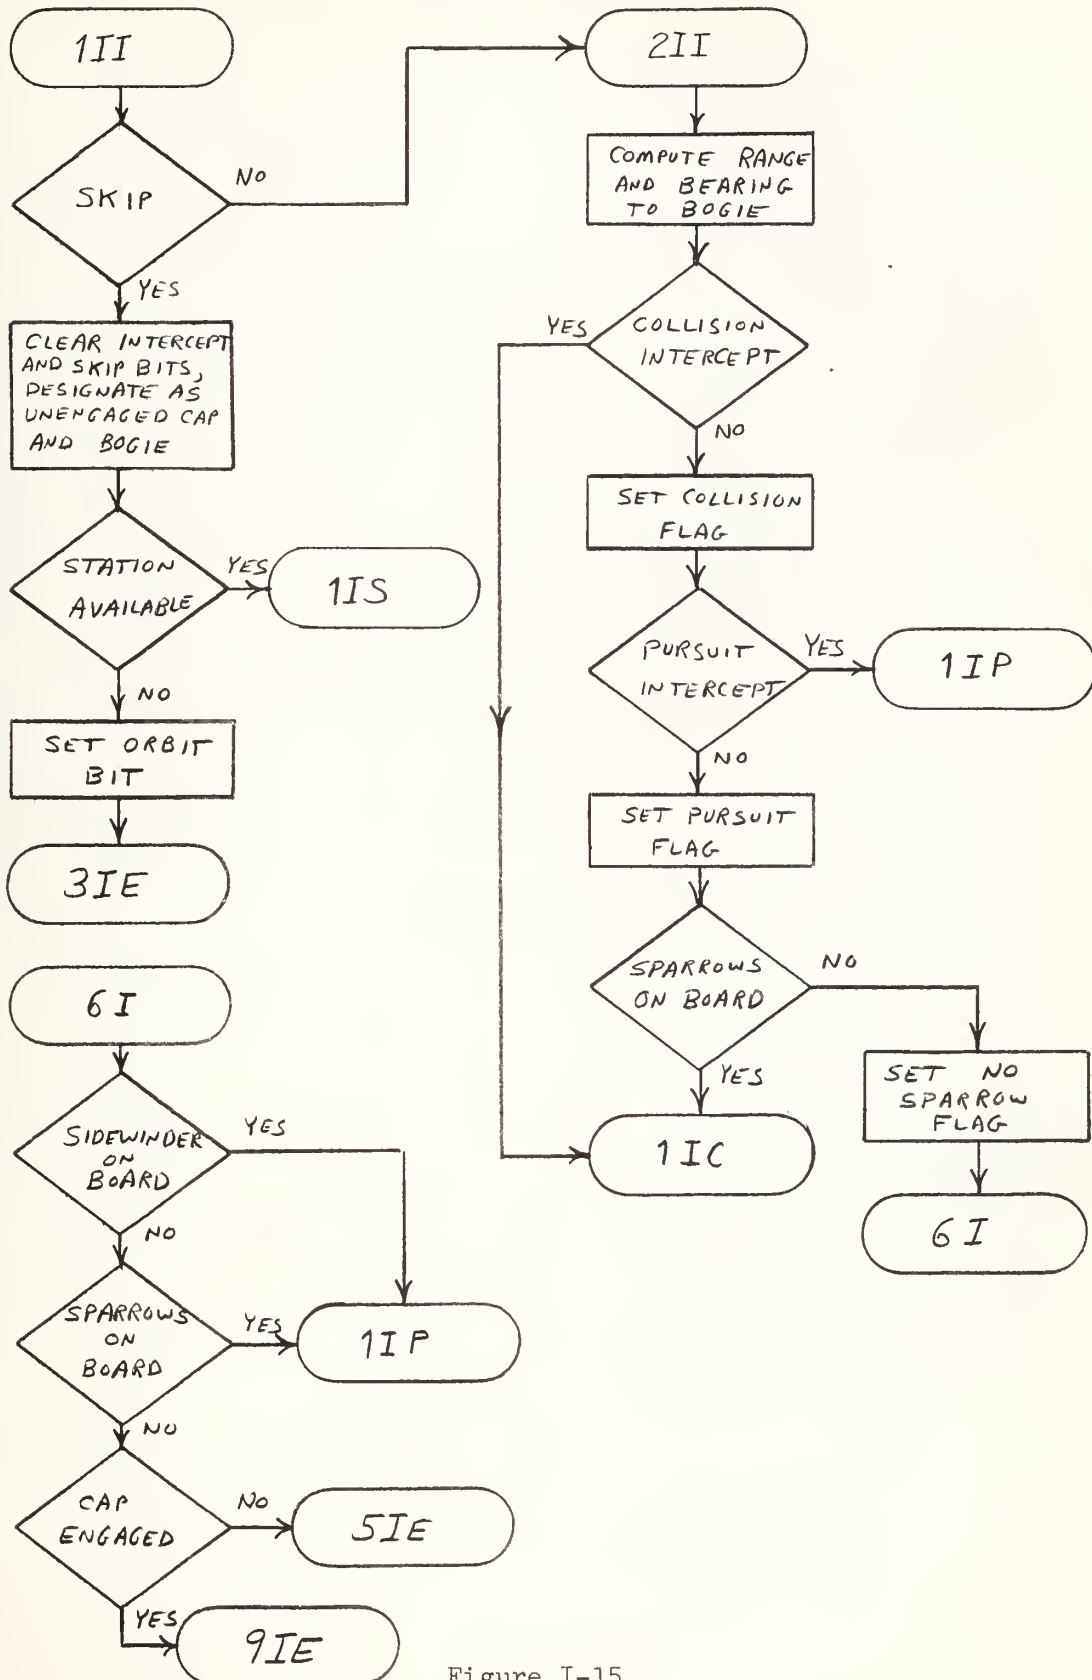 1II
SKIP
NO
YES
CLEAR INTERCEPT
AND SKIP BITS,
DESIGNATE AS
UNENGAGED CAP
AND BOGIE
STATION
AVAILABLE
YES
1IS
NO
SET ORBIT
BIT
3IE
2II
COMPUTE RANGE
AND BEARING
TO BOGIE
COLLISION
INTERCEPT
YES
NO
SET COLLISION
FLAG
PURSUIT
INTERCEPT
YES
1IP
NO
SET PURSUIT
FLAG
SPARROWS
ON BOARD
NO
YES
1IC
SET NO
SPARROW
FLAG
6I
6I
SIDEWINDER
ON
BOARD
YES
NO
SPARROWS
ON
BOARD
YES
1IP
NO
CAP
ENGAGED
NO
5IE
YES
9IE
Figure I-15